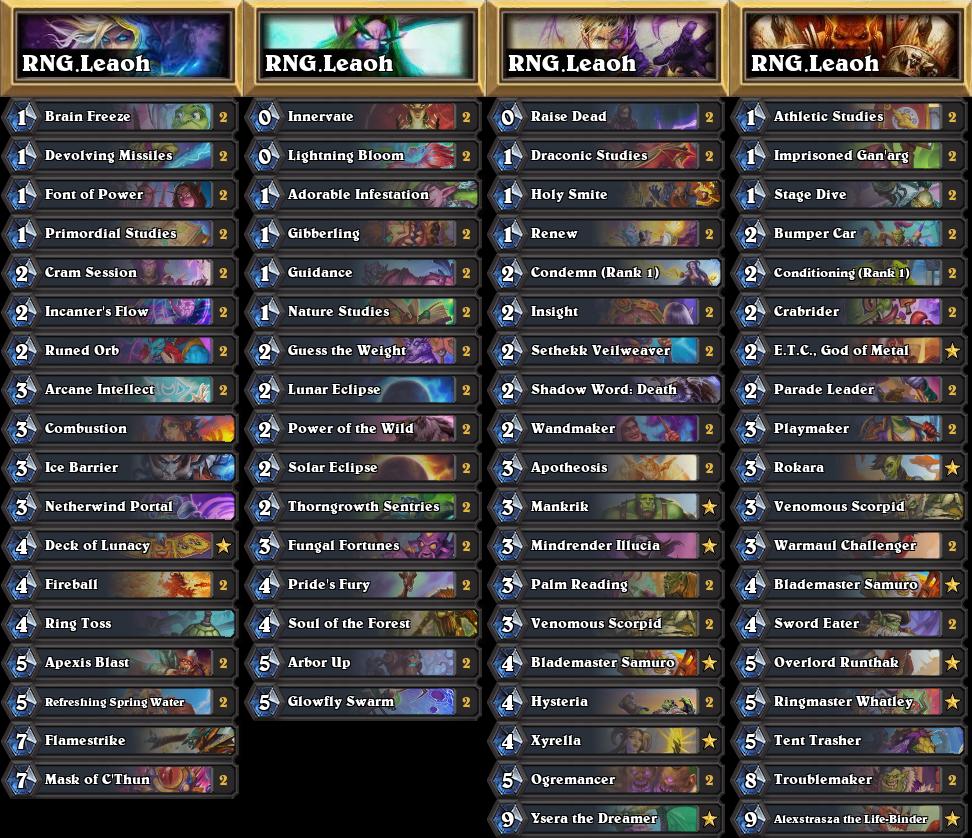 RNG.Leaoh
1 Brain Freeze 2
1 Devolving Missiles 2
1 Font of Power 2
1 Primordial Studies 2
2 Cram Session 2
2 Incanter's Flow 2
2 Runed Orb 2
3 Arcane Intellect 2
3 Combustion
3 Ice Barrier
3 Netherwind Portal
4 Deck of Lunacy
4 Fireball 2
4 Ring Toss
5 Apexis Blast 2
5 Refreshing Spring Water 2
7 Flamestrike
7 Mask of C'Thun 2
RNG.Leaoh
0 Innervate 2
0 Lightning Bloom 2
1 Adorable Infestation
1 Gibberling 2
1 Guidance 2
1 Nature Studies 2
2 Guess the Weight 2
2 Lunar Eclipse 2
2 Power of the Wild 2
2 Solar Eclipse 2
2 Thorngrowth Sentries 2
3 Fungal Fortunes 2
4 Pride's Fury 2
4 Soul of the Forest
5 Arbor Up 2
5 Glowfly Swarm 2
RNG.Leaoh
0 Raise Dead 2
1 Draconic Studies 2
1 Holy Smite
1 Renew 2
2 Condemn (Rank 1)
2 Insight 2
2 Sethekk Veilweaver 2
2 Shadow Word: Death
2 Wandmaker 2
3 Apotheosis 2
3 Mankrik
3 Mindrender Illucia
3 Palm Reading 2
3 Venomous Scorpid 2
4 Blademaster Samuro
4 Hysteria 2
4 Xyrella
5 Ogremancer 2
9 Ysera the Dreamer
RNG.Leaoh
1 Athletic Studies 2
1 Imprisoned Gan'arg 2
1 Stage Dive 2
2 Bumper Car 2
2 Conditioning (Rank 1) 2
2 Crabrider 2
2 E.T.C., God of Metal
2 Parade Leader 2
3 Playmaker 2
3 Rokara
3 Venomous Scorpid
3 Warmaul Challenger 2
4 Blademaster Samuro
4 Sword Eater 2
5 Overlord Runthak
5 Ringmaster Whatley
5 Tent Trasher
8 Troublemaker 2
9 Alexstrasza the Life-Binder